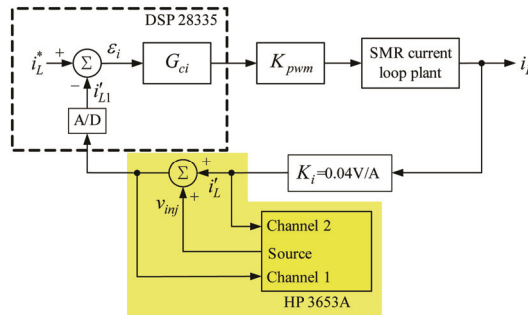 DSP 28335
i*L + Σ εi Gci Kpwm SMR current
loop plant
− i′L1
A/D
Σ + i′L Ki=0.04V/A
vinj +
Channel 2
Source
Channel 1
HP 3653A